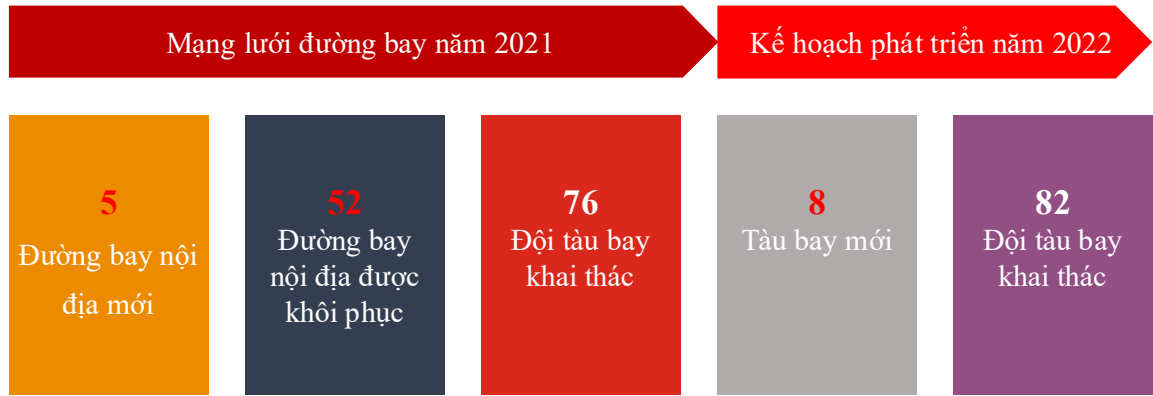 Mạng lưới đường bay năm 2021
Kế hoạch phát triển năm 2022
5
Đường bay nội
địa mới
52
Đường bay
nội địa được
khôi phục
76
Đội tàu bay
khai thác
8
Tàu bay mới
82
Đội tàu bay
khai thác